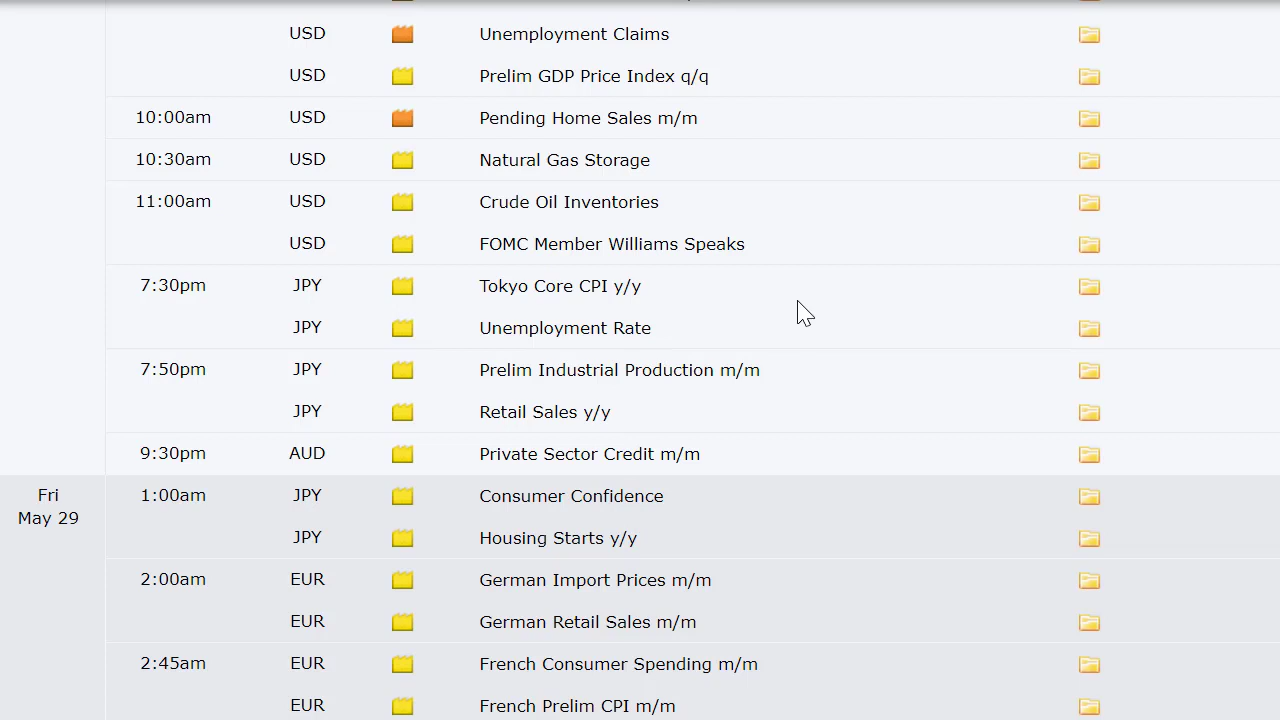 USD Unemployment Claims
USD Prelim GDP Price Index q/q
10:00am USD Pending Home Sales m/m
10:30am USD Natural Gas Storage
11:00am USD Crude Oil Inventories
USD FOMC Member Williams Speaks
7:30pm JPY Tokyo Core CPI y/y
JPY Unemployment Rate
7:50pm JPY Prelim Industrial Production m/m
JPY Retail Sales y/y
9:30pm AUD Private Sector Credit m/m
Fri 1:00am JPY Consumer Confidence
May 29
JPY Housing Starts y/y
2:00am EUR German Import Prices m/m
EUR German Retail Sales m/m
2:45am EUR French Consumer Spending m/m
EUR French Prelim CPI m/m